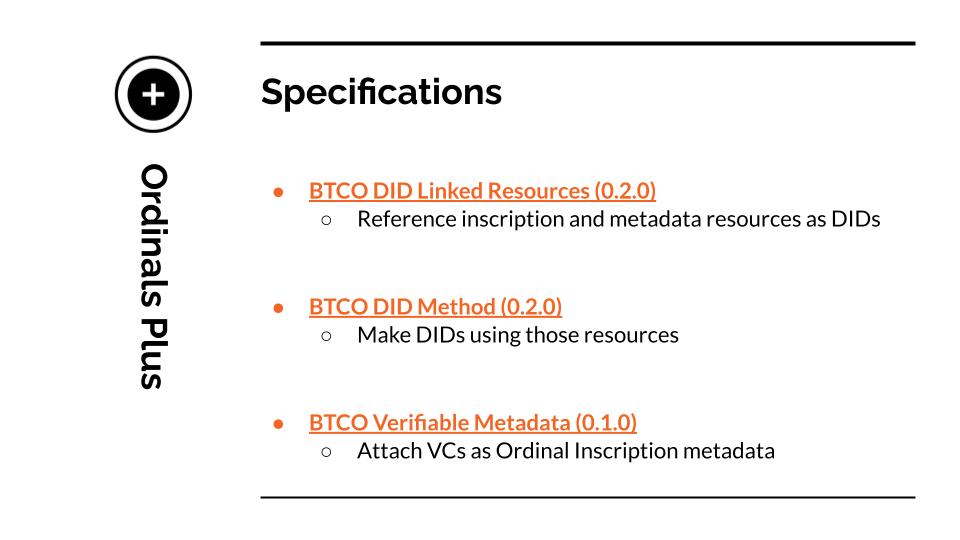 Ordinals Plus
Specifications
● BTCO DID Linked Resources (0.2.0)
○ Reference inscription and metadata resources as DIDs
● BTCO DID Method (0.2.0)
○ Make DIDs using those resources
● BTCO Verifiable Metadata (0.1.0)
○ Attach VCs as Ordinal Inscription metadata